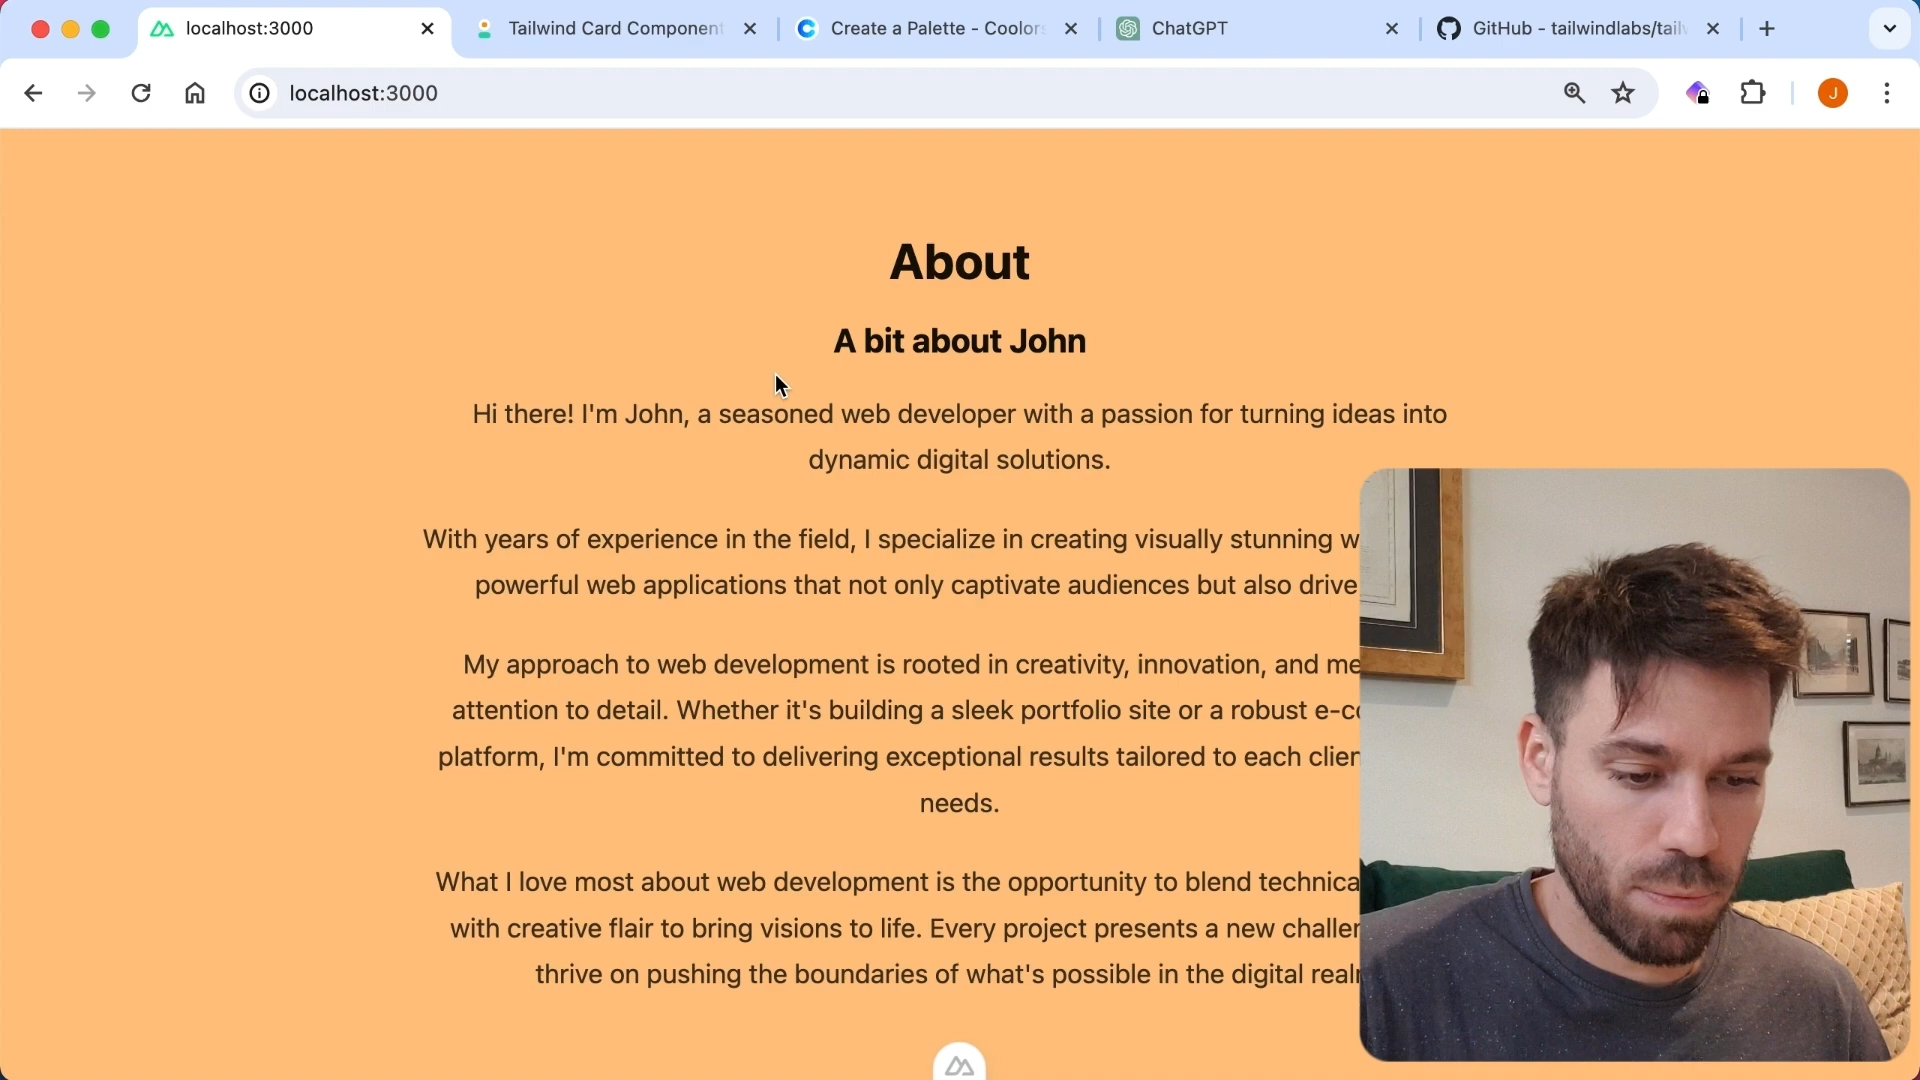 localhost:3000
Tailwind Card Component
Create a Palette - Coolors
ChatGPT
GitHub - tailwindlabs/tail
localhost:3000
J
About
A bit about John
Hi there! I'm John, a seasoned web developer with a passion for turning ideas into
dynamic digital solutions.
With years of experience in the field, I specialize in creating visually stunning w
powerful web applications that not only captivate audiences but also drive
My approach to web development is rooted in creativity, innovation, and me
attention to detail. Whether it's building a sleek portfolio site or a robust e-co
platform, I'm committed to delivering exceptional results tailored to each clien
needs.
What I love most about web development is the opportunity to blend technica
with creative flair to bring visions to life. Every project presents a new challen
thrive on pushing the boundaries of what's possible in the digital realm